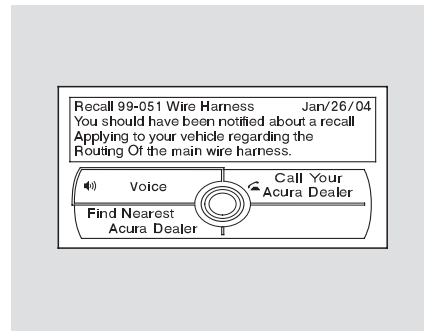 Recall 99-051 Wire Harness Jan/26/04
You should have been notified about a recall
Applying to your vehicle regarding the
Routing Of the main wire harness.
Voice
Call Your
Acura Dealer
Find Nearest
Acura Dealer